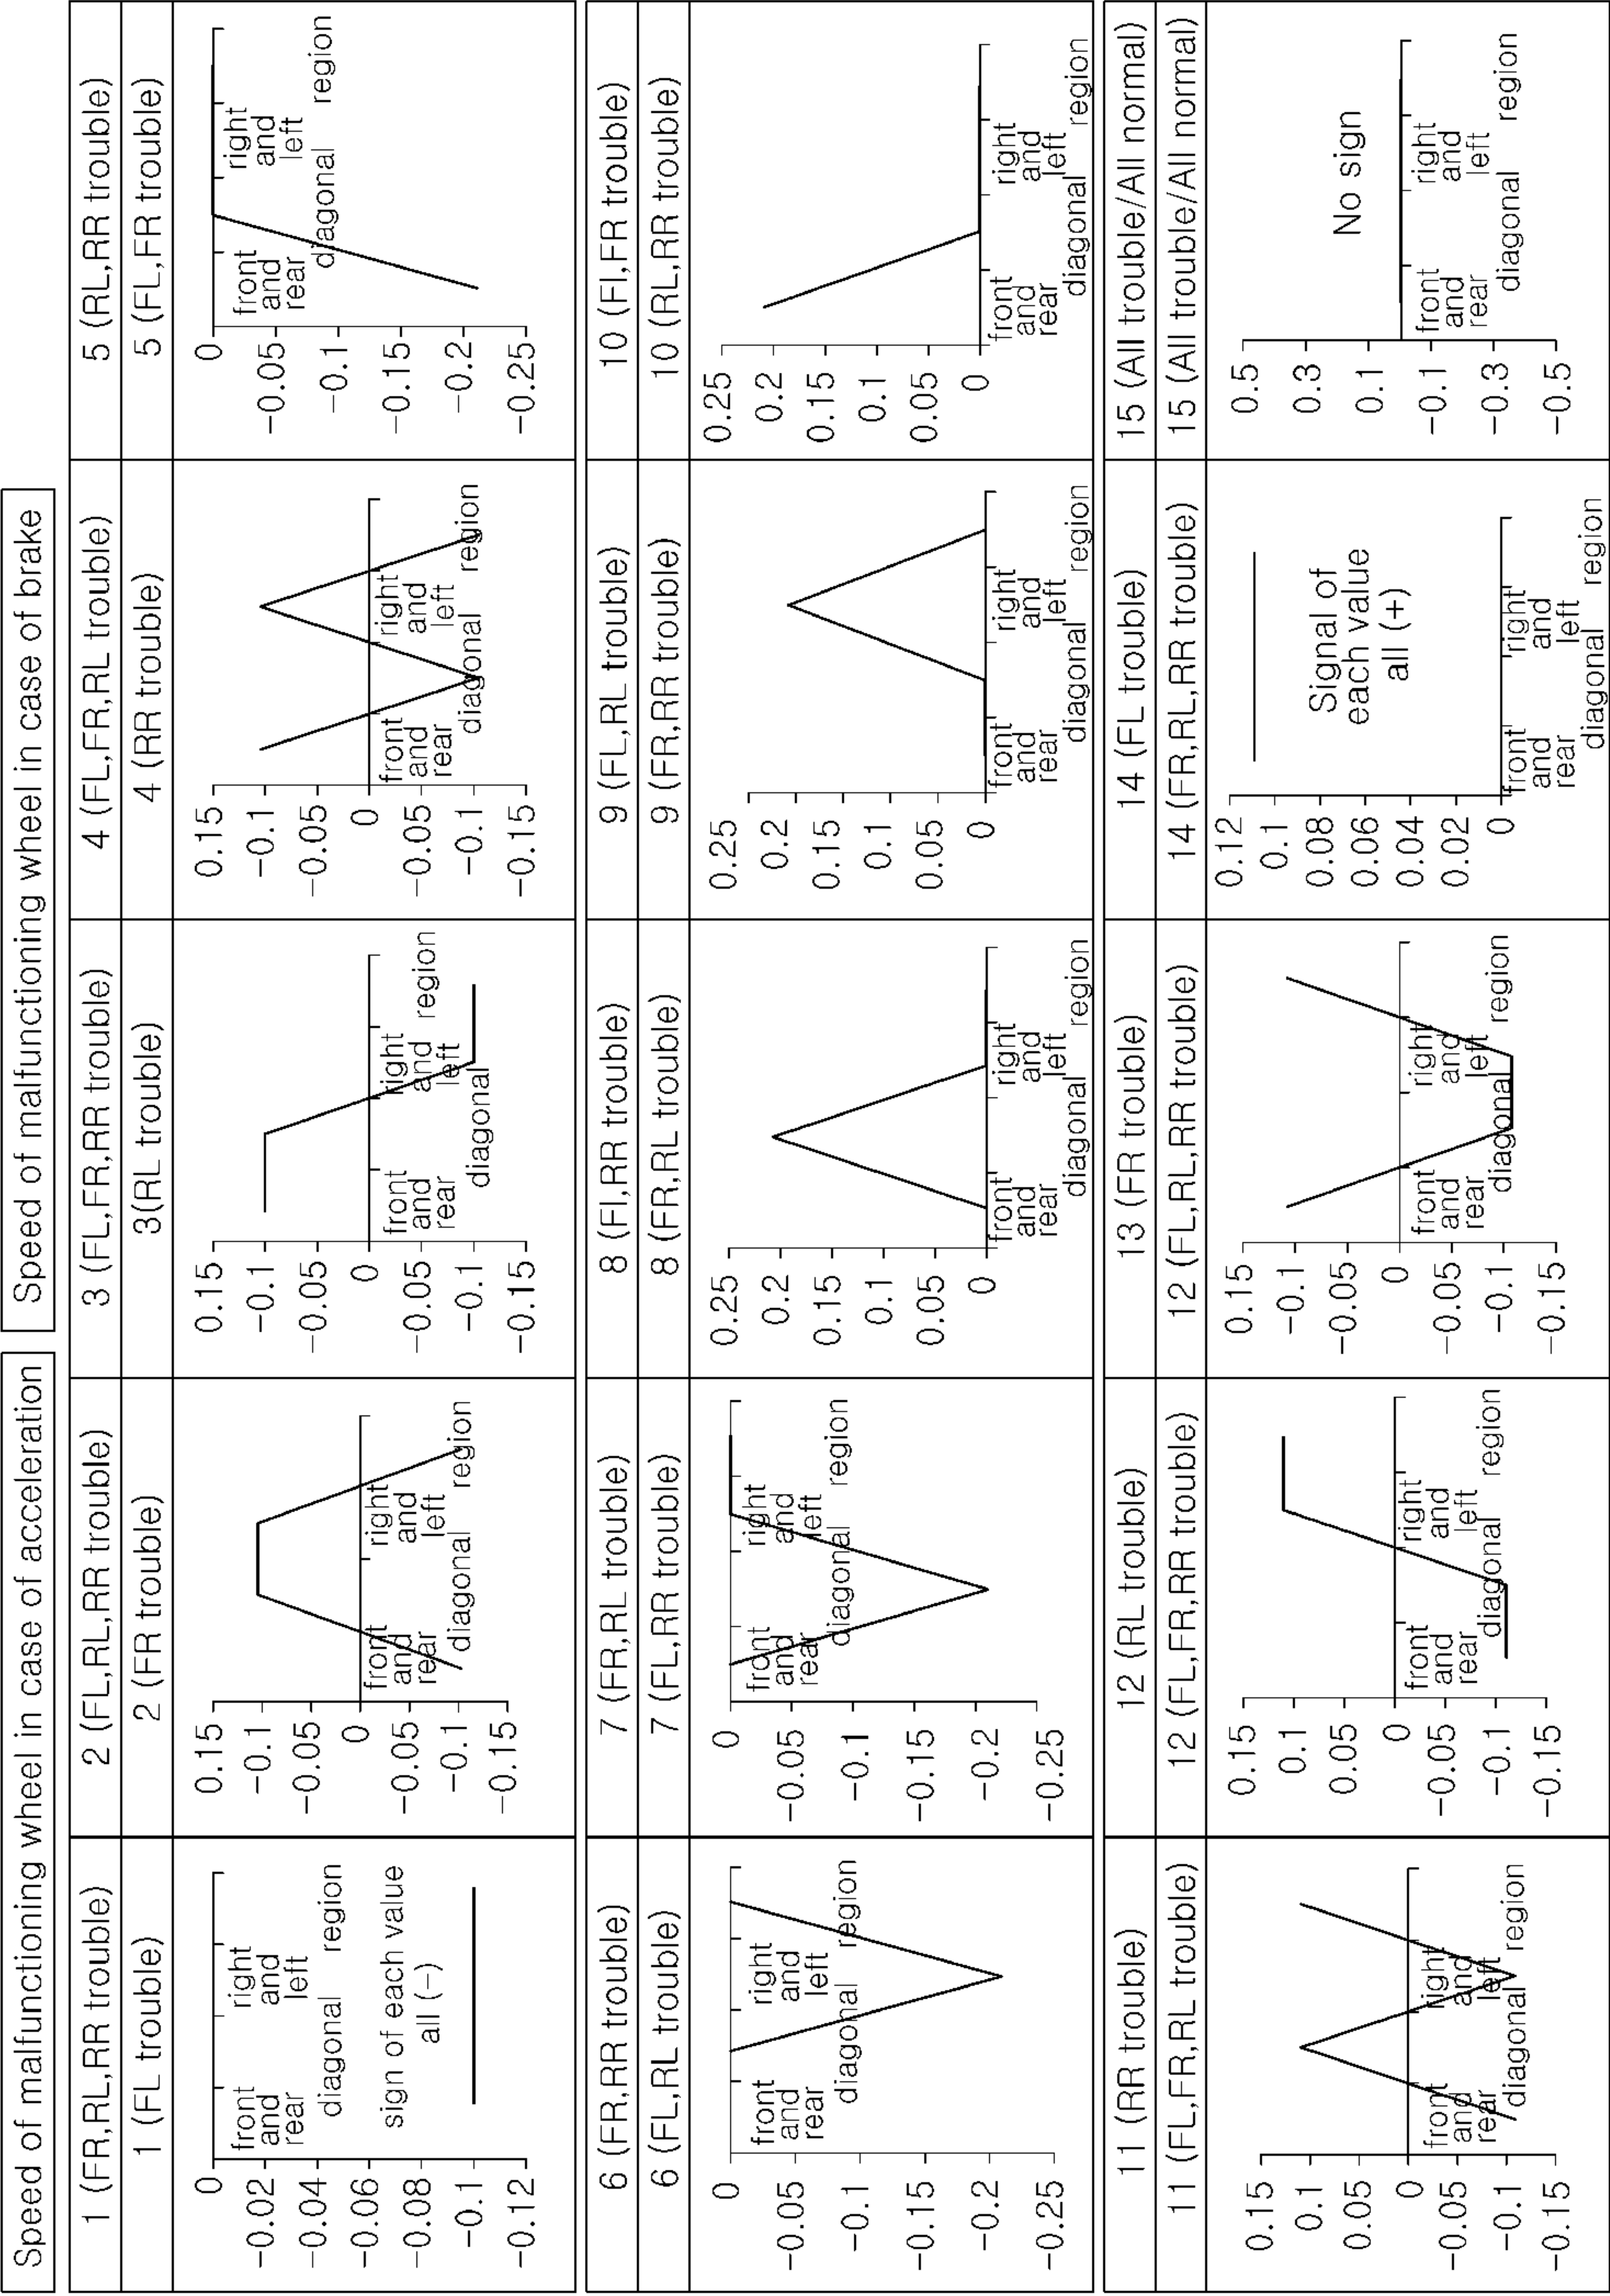 Speed of malfunctioning wheel in case of acceleration
Speed of malfunctioning wheel in case of brake
1 (FR,RL,RR trouble)
1 (FL trouble)
0
-0.02
-0.04
-0.06
-0.08
-0.1
-0.12
front
and
rear
diagonal
right
and
left
region
sign of each value
all (-)
2 (FL,RL,RR trouble)
2 (FR trouble)
0.15
-0.1
-0.05
0
-0.05
-0.1
-0.15
front
and
rear
diagonal
right
and
left
region
3 (FL,FR,RR trouble)
3(RL trouble)
0.15
-0.1
-0.05
0
-0.05
-0.1
-0.15
front
and
rear
diagonal
right
and
left
region
4 (FL,FR,RL trouble)
4 (RR trouble)
0.15
-0.1
-0.05
0
-0.05
-0.1
-0.15
front
and
rear
diagonal
right
and
left
region
5 (RL,RR trouble)
5 (FL,FR trouble)
0
-0.05
-0.1
-0.15
-0.2
-0.25
front
and
rear
diagonal
right
and
left
region
6 (FR,RR trouble)
6 (FL,RL trouble)
0
-0.05
-0.1
-0.15
-0.2
-0.25
front
and
rear
diagonal
right
and
left
region
7 (FR,RL trouble)
7 (FL,RR trouble)
0
-0.05
-0.1
-0.15
-0.2
-0.25
front
and
rear
diagonal
right
and
left
region
8 (Fl,RR trouble)
8 (FR,RL trouble)
0.25
0.2
0.15
0.1
0.05
0
front
and
rear
diagonal
right
and
left
region
9 (FL,RL trouble)
9 (FR,RR trouble)
0.25
0.2
0.15
0.1
0.05
0
front
and
rear
diagonal
right
and
left
region
10 (Fl,FR trouble)
10 (RL,RR trouble)
0.25
0.2
0.15
0.1
0.05
0
front
and
rear
diagonal
right
and
left
region
11 (RR trouble)
11 (FL,FR,RL trouble)
0.15
0.1
0.05
0
-0.05
-0.1
-0.15
front
and
rear
diagonal
right
and
left
region
12 (RL trouble)
12 (FL,FR,RR trouble)
0.15
0.1
0.05
0
-0.05
-0.1
-0.15
front
and
rear
diagonal
right
and
left
region
13 (FR trouble)
12 (FL,RL,RR trouble)
0.15
-0.1
-0.05
0
-0.05
-0.1
-0.15
front
and
rear
diagonal
right
and
left
region
14 (FL trouble)
14 (FR,RL,RR trouble)
0.12
0.1
0.08
0.06
0.04
0.02
0
Signal of
each value
all (+)
front
and
rear
diagonal
right
and
left
region
15 (All trouble/All normal)
15 (All trouble/All normal)
0.5
0.3
0.1
-0.1
-0.3
-0.5
No sign
front
and
rear
diagonal
right
and
left
region